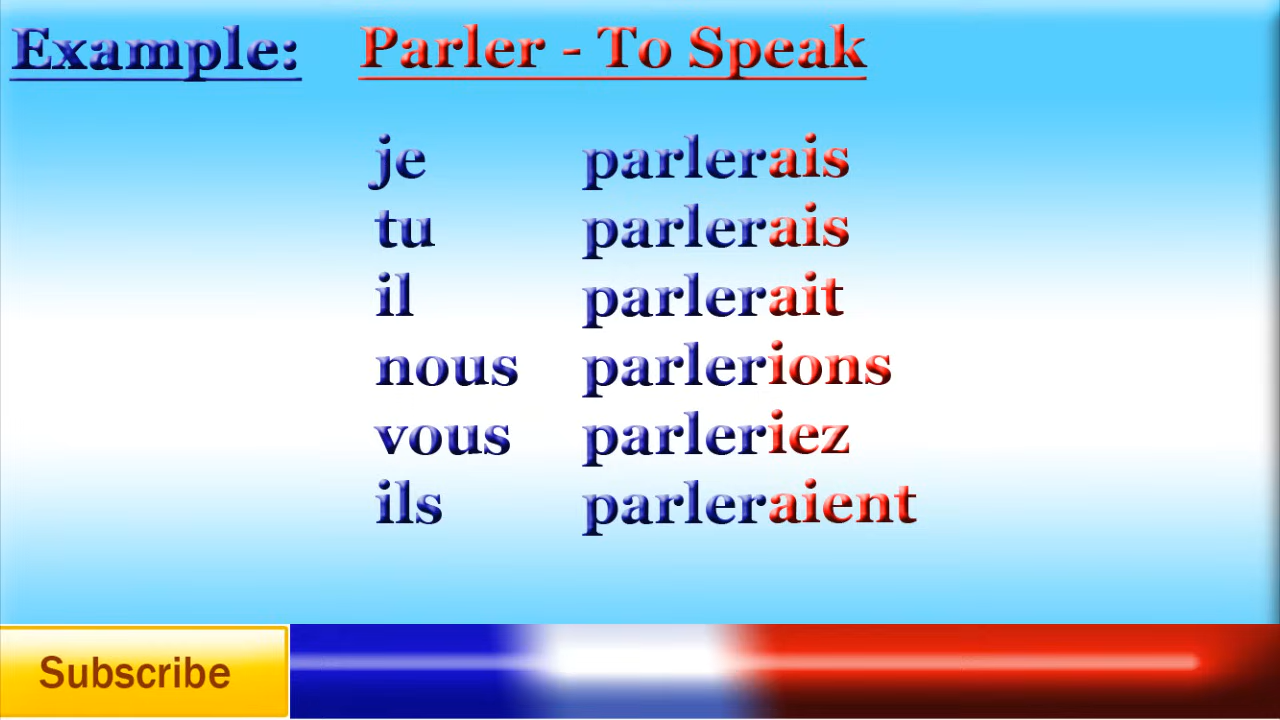 Example: Parler - To Speak
je parlerais
tu parlerais
il parlerait
nous parlerions
vous parleriez
ils parleraient
Subscribe